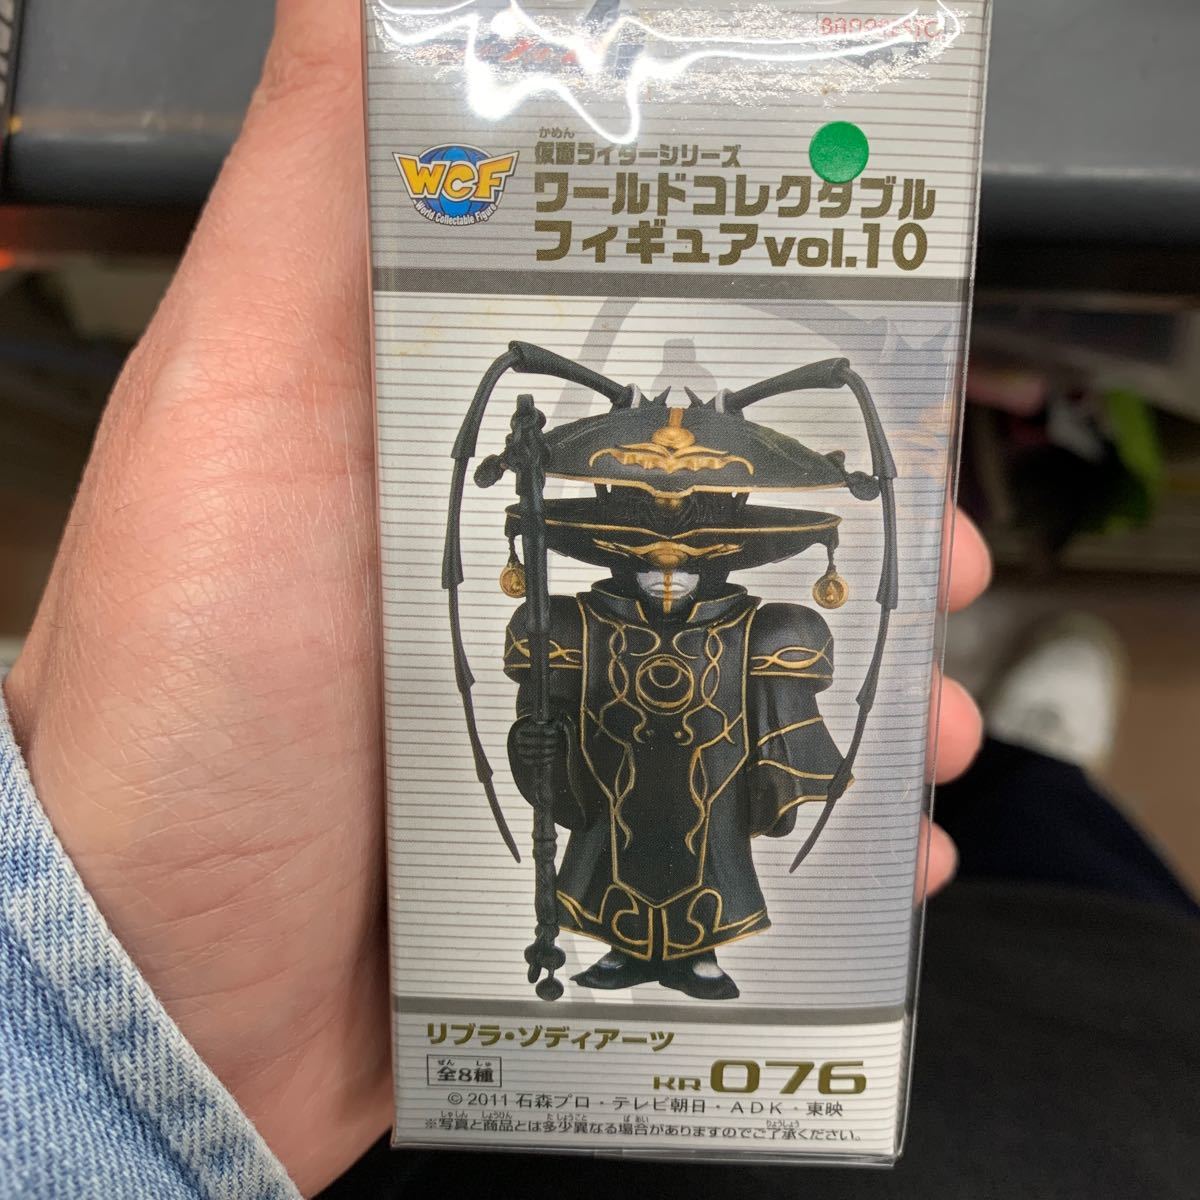 BANPRESTO
WCF
World Collectable Figure
かめん
仮面ライダーシリーズ
ワールドコレクタブル
フィギュアvol.10
リブラ・ゾディアーツ
ぜん しゅ
全8種
KR076
©2011 石森プロ・テレビ朝日・ADK・東映
しゃしん しょうひん たしょうこと ばあい りょうしょう
※写真と商品とは多少異なる場合がありますのでご了承ください。